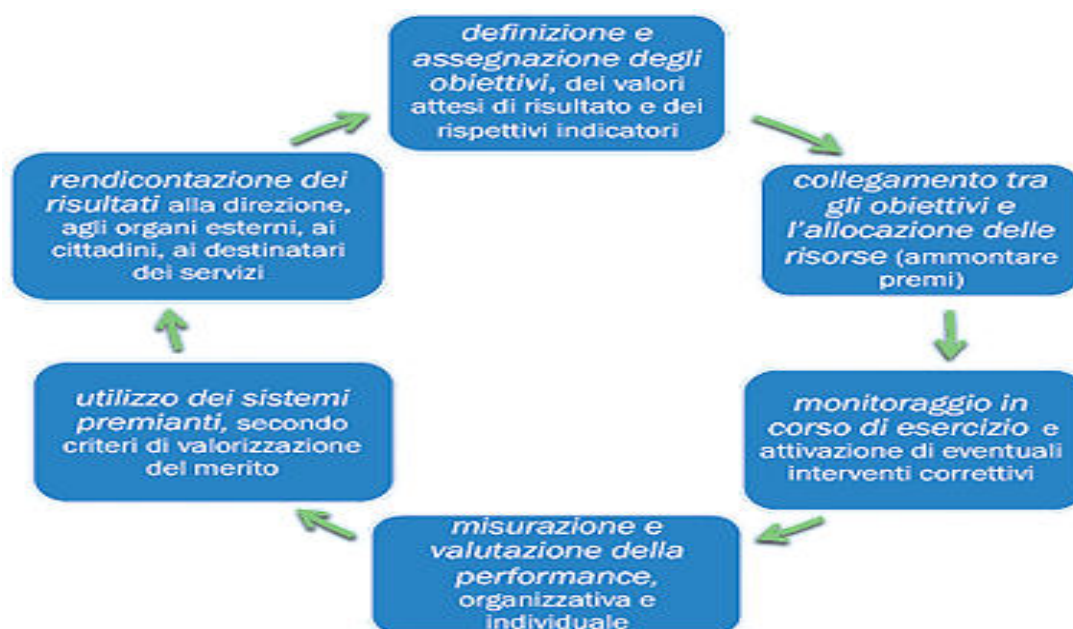 definizione e
assegnazione degli
obiettivi, dei valori
attesi di risultato e dei
rispettivi indicatori
collegamento tra
gli obiettivi e
l'allocazione delle
risorse (ammontare
premi)
monitoraggio in
corso di esercizio e
attivazione di eventuali
interventi correttivi
misurazione e
valutazione della
performance,
organizzativa e
individuale
utilizzo dei sistemi
premianti, secondo
criteri di valorizzazione
del merito
rendicontazione dei
risultati alla direzione,
agli organi esterni, ai
cittadini, ai destinatari
dei servizi